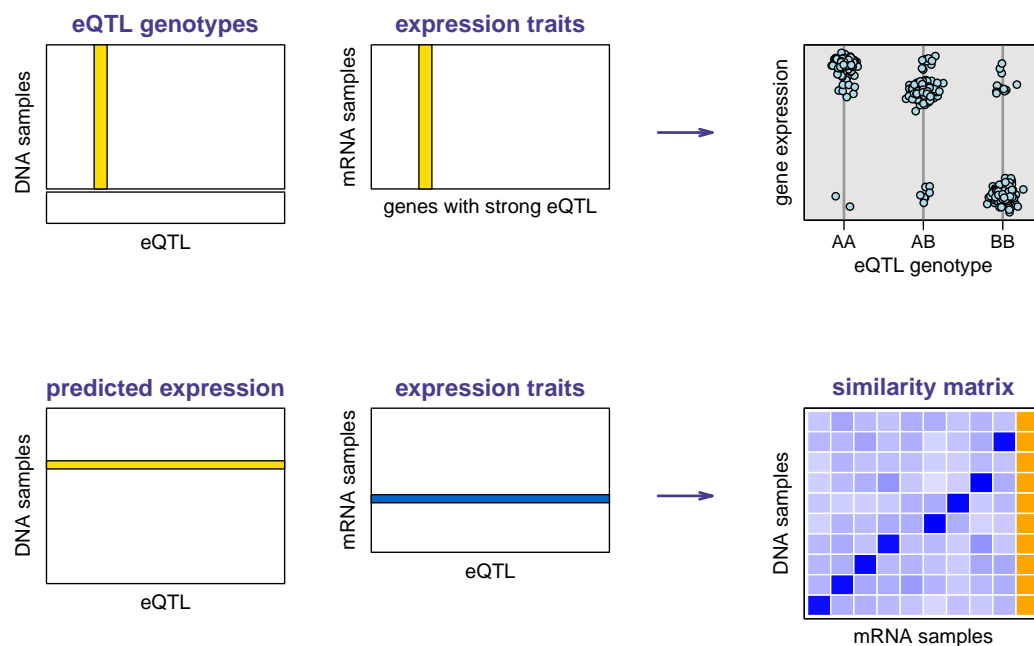 eQTL genotypes
expression traits
DNA samples
mRNA samples
gene expression
eQTL
genes with strong eQTL
AA AB BB
eQTL genotype
predicted expression
expression traits
similarity matrix
DNA samples
mRNA samples
DNA samples
eQTL
eQTL
mRNA samples